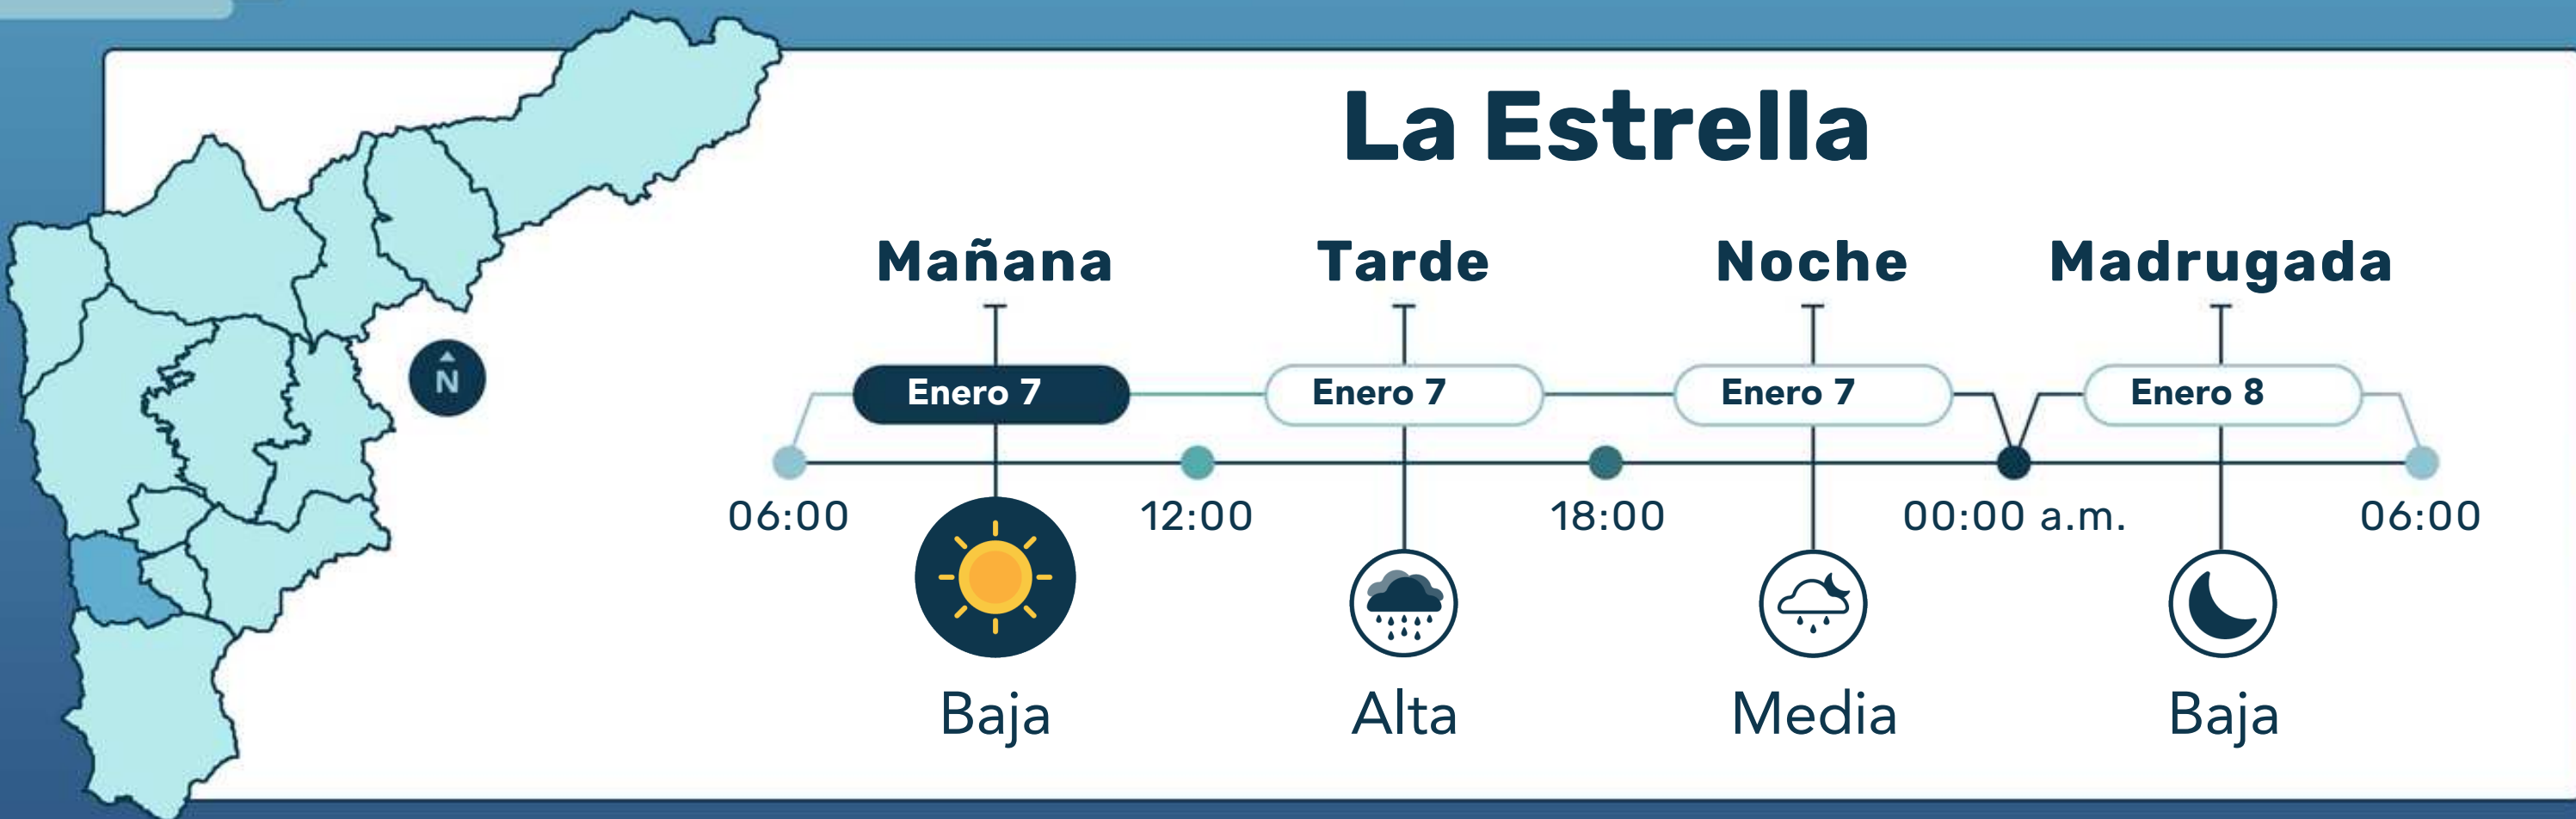 La Estrella
Mañana Tarde Noche Madrugada
Enero 7 Enero 7 Enero 7 Enero 8
N
06:00 12:00 18:00 00:00 a.m. 06:00
Baja Alta Media Baja